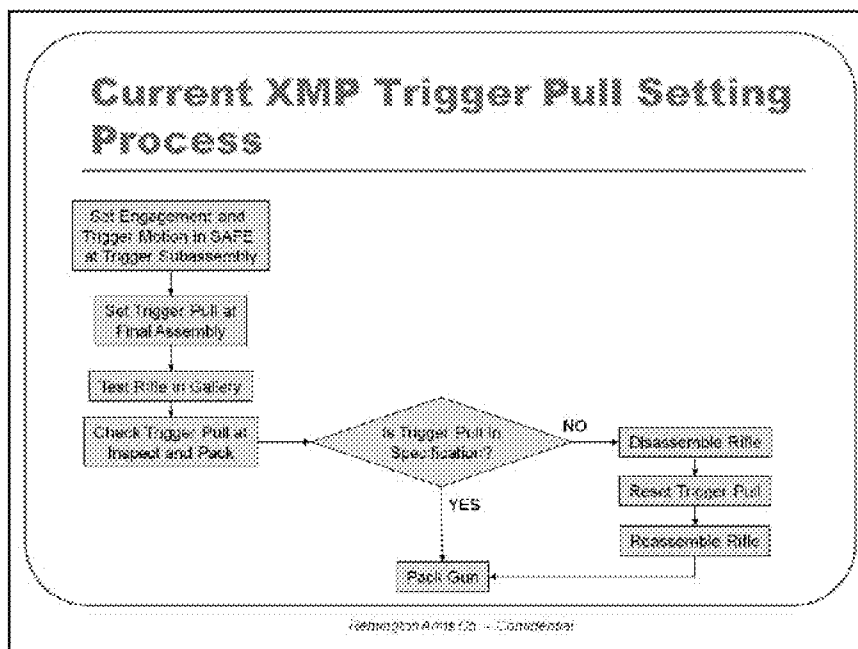 Current XMP Trigger Pull Setting
Process
Set Engagement and
Trigger Motion in SAFE
at Trigger Subassembly
Set Trigger Pull at
Final Assembly
Test Rifle in Gallery
Check Trigger Pull at
Inspect and Pack
Is Trigger Pull in
Specification?
NO
Disassemble Rifle
Reset Trigger Pull
Reassemble Rifle
YES
Pack Gun
Remington Arms Co. - Confidential